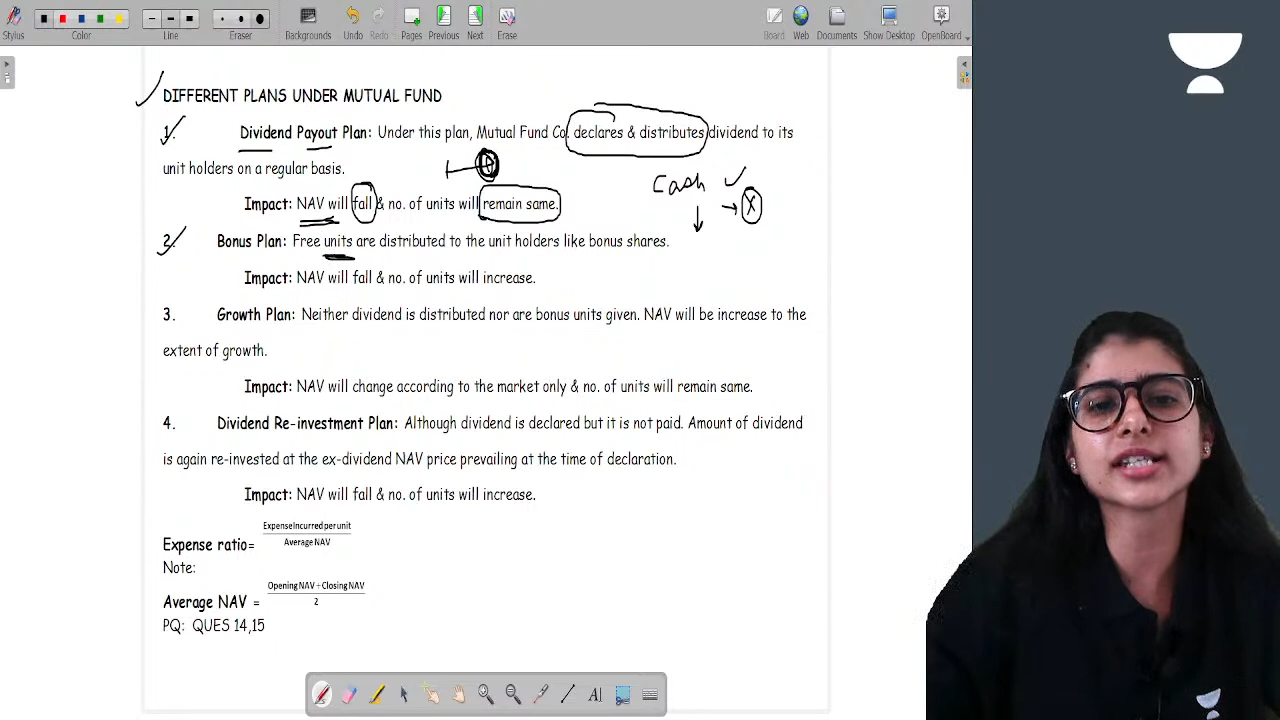 Stylus
Color
Line
Eraser
Backgrounds
Undo
Redo
Pages
Previous
Next
Erase
Board
Web
Documents
Show Desktop
OpenBoard
DIFFERENT PLANS UNDER MUTUAL FUND
1. Dividend Payout Plan: Under this plan, Mutual Fund Co. declares & distributes dividend to its
unit holders on a regular basis.
Cash
Impact: NAV will fall & no. of units will remain same.
X
2. Bonus Plan: Free units are distributed to the unit holders like bonus shares.
Impact: NAV will fall & no. of units will increase.
3. Growth Plan: Neither dividend is distributed nor are bonus units given. NAV will be increase to the
extent of growth.
Impact: NAV will change according to the market only & no. of units will remain same.
4. Dividend Re-investment Plan: Although dividend is declared but it is not paid. Amount of dividend
is again re-invested at the ex-dividend NAV price prevailing at the time of declaration.
Impact: NAV will fall & no. of units will increase.
Expense ratio= ExpenseIncurred per unit
Average NAV
Note:
Average NAV = Opening NAV + Closing NAV
2
PQ: QUES 14,15